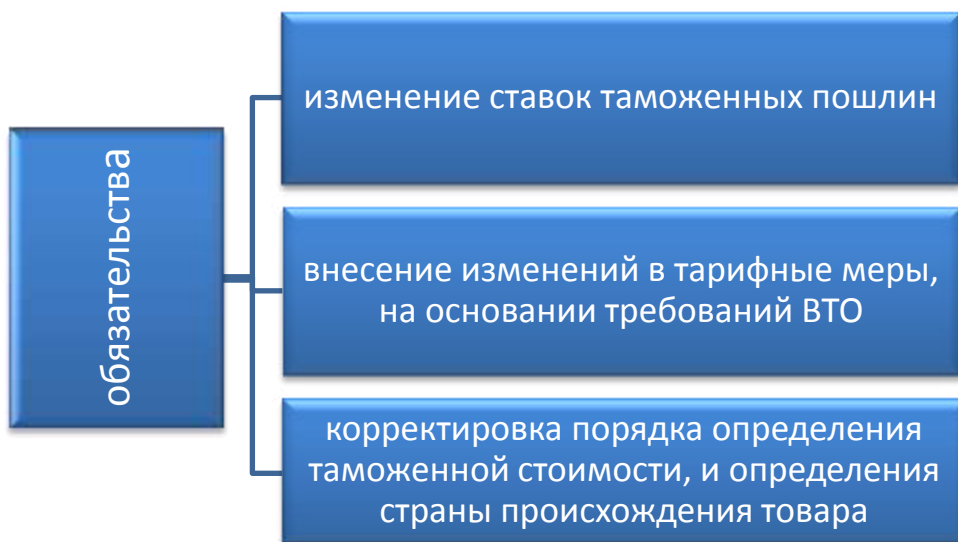 обязательства
изменение ставок таможенных пошлин
внесение изменений в тарифные меры,
на основании требований ВТО
корректировка порядка определения
таможенной стоимости, и определения
страны происхождения товара